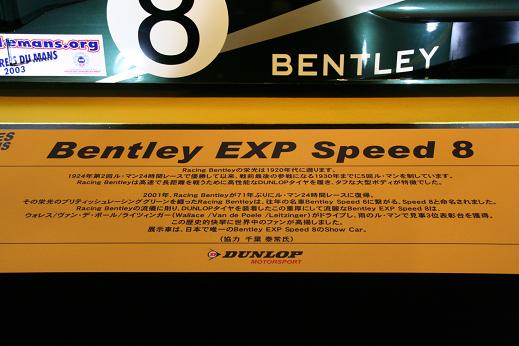 8
lemans.org
RES DU MANS
2003
BENTLEY
ES
NS
Bentley EXP Speed 8
Racing Bentleyの栄光は1920年代に遡ります。
1924年第2回ル・マン24時間レースで優勝して以来、戦前最後の参戦になる1930年までに5回ル・マンを制しています。
Racing Bentleyは高速で長距離を戦うために高性能なDUNLOPタイヤを履き、タフな大型ボディが特徴でした。
2001年、Racing Bentleyが71年ぶりにル・マン24時間レースに復帰。
その栄光のブリティッシュレーシンググリーンを纏ったRacing Bentleyは、往年の名車Bentley Speed 6に繋がる、Speed 8と命名されました。
Racing Bentleyの流儀に則り、DUNLOPタイヤを装着したこの重厚にして流麗なBentley EXP Speed 8は、
ウォレス/ヴァン・デ・ポール/ライツィンガー(Wallace /Van de Poele /Leitzinger)がドライブし、雨のル・マンで見事3位表彰台を獲得。
この歴史的快挙に世界中のファンが高揚しました。
展示車は、日本で唯一のBentley EXP Speed 8のShow Car。
(協力 千葉 泰常氏)
DUNLOP
MOTORSPORT